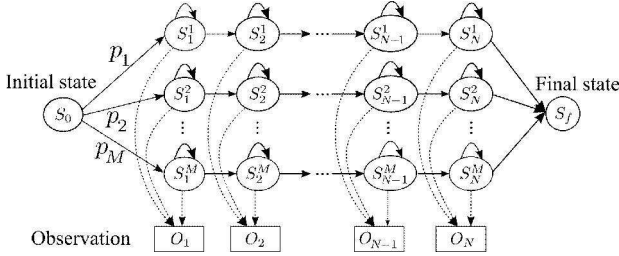 S_1^1 S_2^1 ... S_{N-1}^1 S_N^1
p_1
Initial state Final state
S_0 p_2 S_1^2 S_2^2 ... S_{N-1}^2 S_N^2 S_f
p_M
S_1^M S_2^M ... S_{N-1}^M S_N^M
Observation O_1 O_2 O_{N-1} O_N